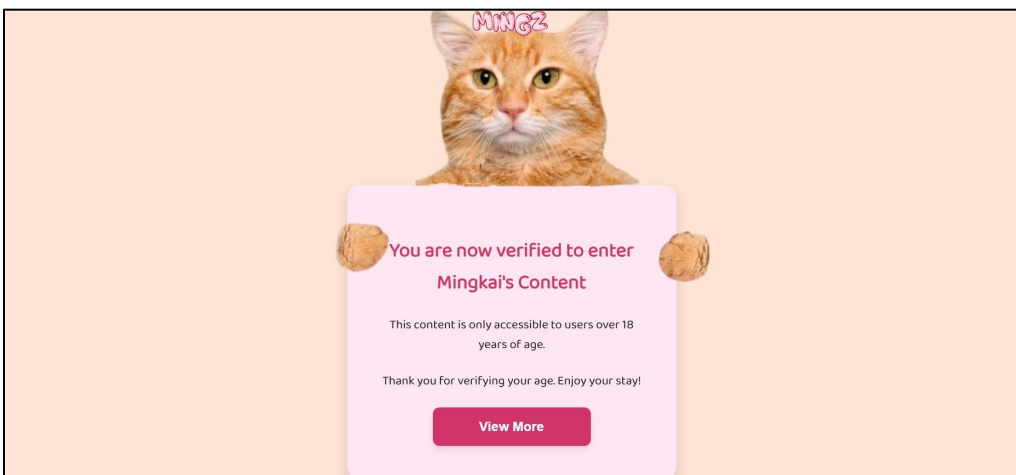 MINGZ
You are now verified to enter
Mingkai's Content
This content is only accessible to users over 18
years of age.
Thank you for verifying your age. Enjoy your stay!
View More